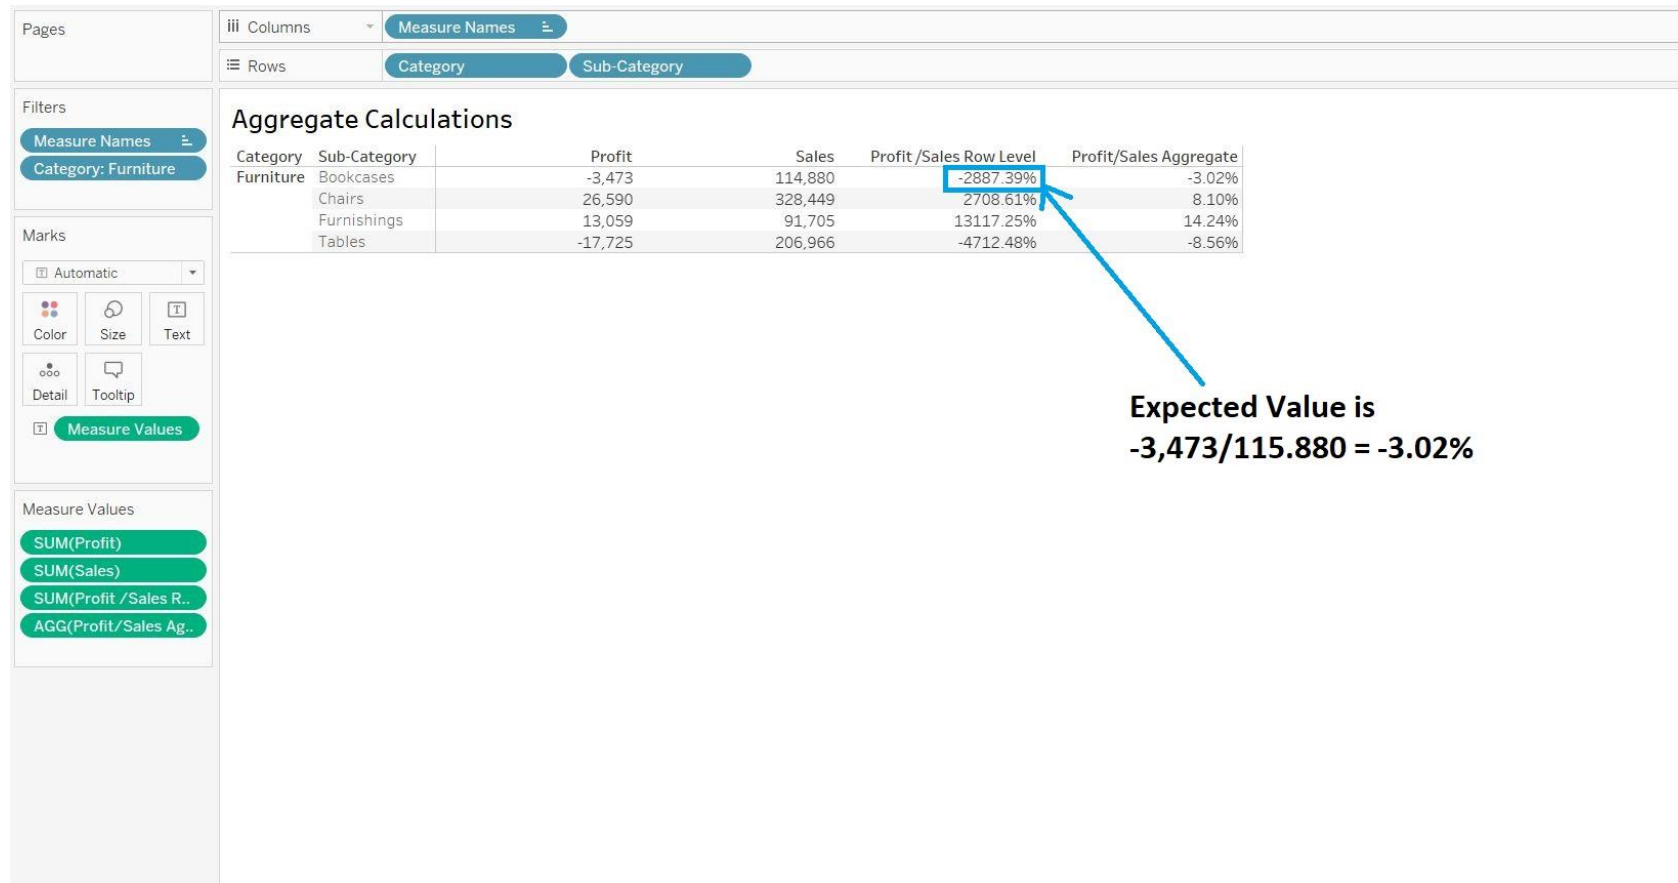 Pages
Columns
Measure Names
Rows
Category
Sub-Category
Filters
Measure Names
Category: Furniture
Marks
Automatic
Color
Size
Text
Detail
Tooltip
Measure Values
Measure Values
SUM(Profit)
SUM(Sales)
SUM(Profit /Sales R..
AGG(Profit/Sales Ag..
Aggregate Calculations
Category Sub-Category Profit Sales Profit /Sales Row Level Profit/Sales Aggregate
Furniture Bookcases -3,473 114,880 -2887.39% -3.02%
Chairs 26,590 328,449 2708.61% 8.10%
Furnishings 13,059 91,705 13117.25% 14.24%
Tables -17,725 206,966 -4712.48% -8.56%
Expected Value is
-3,473/115.880 = -3.02%